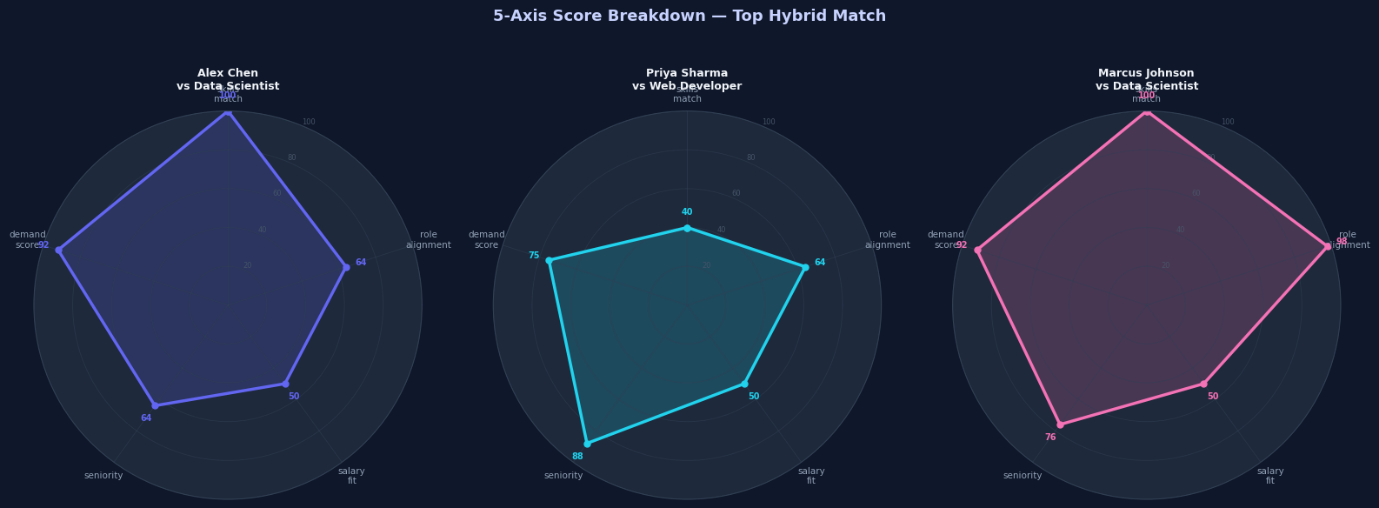 5-Axis Score Breakdown — Top Hybrid Match
Alex Chen
vs Data Scientist
100
match
100
80
60
40
20
demand
score
92
role
alignment
64
64
50
seniority
salary
fit
Priya Sharma
vs Web Developer
match
100
80
60
40
40
20
demand
score
75
role
alignment
64
88
50
seniority
salary
fit
Marcus Johnson
vs Data Scientist
100
match
100
80
60
40
20
demand
score
92
role
alignment
98
76
50
seniority
salary
fit